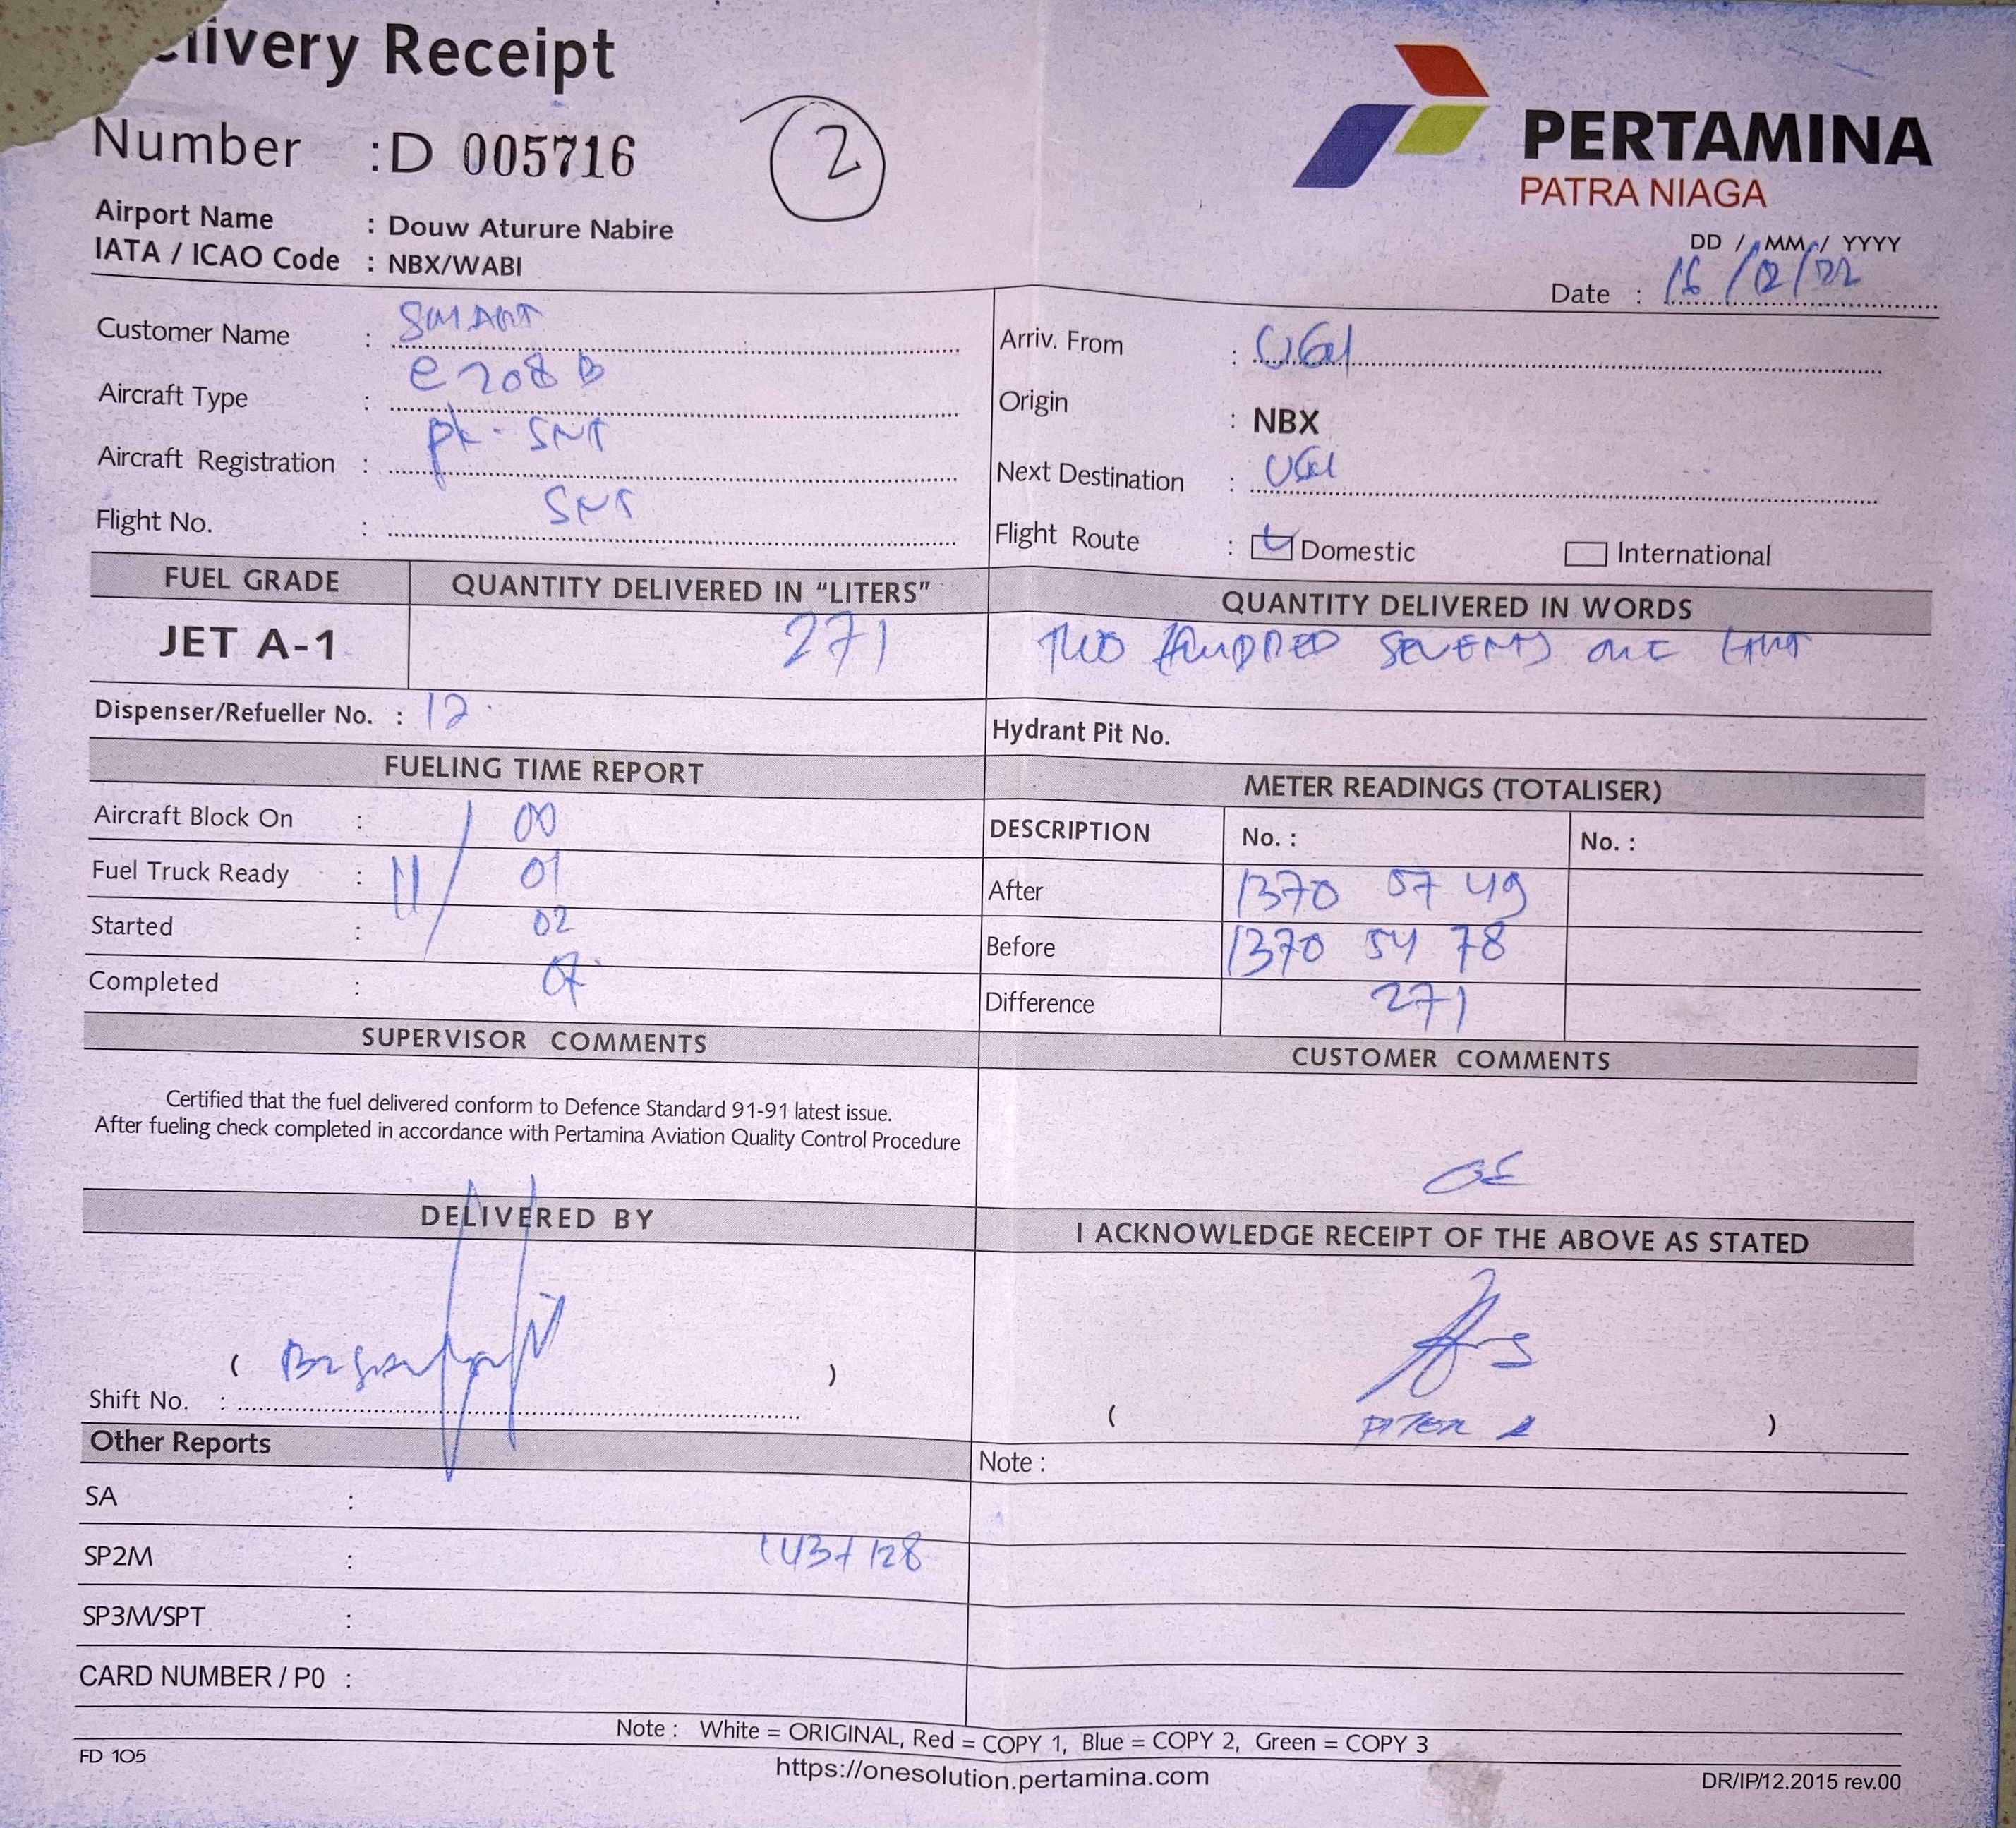 elivery Receipt
Number : D 005716
2
PERTAMINA
PATRA NIAGA
Airport Name : Douw Aturure Nabire
IATA / ICAO Code : NBX/WABI
DD / MM / YYYY
Date : 16/12/22
Customer Name : SMART
Aircraft Type : C 208 B
Aircraft Registration : PK - SNT
Flight No. : SNT
Arriv. From : UGU
Origin : NBX
Next Destination : UGU
Flight Route : Domestic International
FUEL GRADE QUANTITY DELIVERED IN “LITERS” QUANTITY DELIVERED IN WORDS
JET A-1 271 TWO HUNDRED SEVENTY ONE
Dispenser/Refueller No. : 12
Hydrant Pit No.
FUELING TIME REPORT
Aircraft Block On : 00
Fuel Truck Ready : 11/ 01
Started : 02
Completed : 07
METER READINGS (TOTALISER)
DESCRIPTION No. : No. :
After 1370 57 49
Before 1370 54 78
Difference 271
SUPERVISOR COMMENTS
Certified that the fuel delivered conform to Defence Standard 91-91 latest issue.
After fueling check completed in accordance with Pertamina Aviation Quality Control Procedure
CUSTOMER COMMENTS
DELIVERED BY
( )
Shift No. :
I ACKNOWLEDGE RECEIPT OF THE ABOVE AS STATED
( )
Other Reports
SA :
SP2M :
SP3M/SPT :
CARD NUMBER / P0 :
Note :
Note : White = ORIGINAL, Red = COPY 1, Blue = COPY 2, Green = COPY 3
FD 105
https://onesolution.pertamina.com
DR/IP/12.2015 rev.00